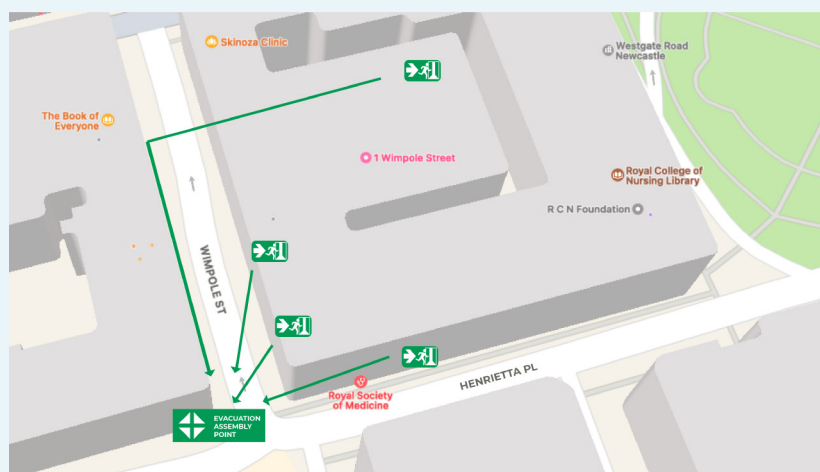 Skinoza Clinic
Westgate Road
Newcastle
The Book of
Everyone
1 Wimpole Street
Royal College of
Nursing Library
R C N Foundation
WIMPOLE ST
HENRIETTA PL
Royal Society
of Medicine
EVACUATION
ASSEMBLY
POINT